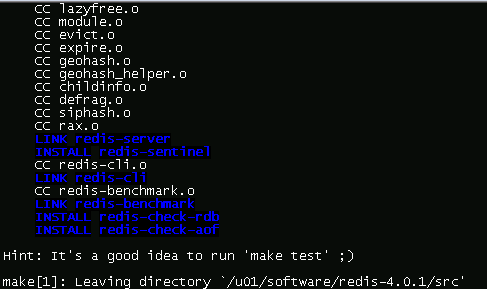 CC lazyfree.o
CC module.o
CC evict.o
CC expire.o
CC geohash.o
CC geohash_helper.o
CC childinfo.o
CC defrag.o
CC siphash.o
CC rax.o
LINK redis-server
INSTALL redis-sentinel
CC redis-cli.o
LINK redis-cli
CC redis-benchmark.o
LINK redis-benchmark
INSTALL redis-check-rdb
INSTALL redis-check-aof
Hint: It's a good idea to run 'make test' ;)
make[1]: Leaving directory `/u01/software/redis-4.0.1/src'